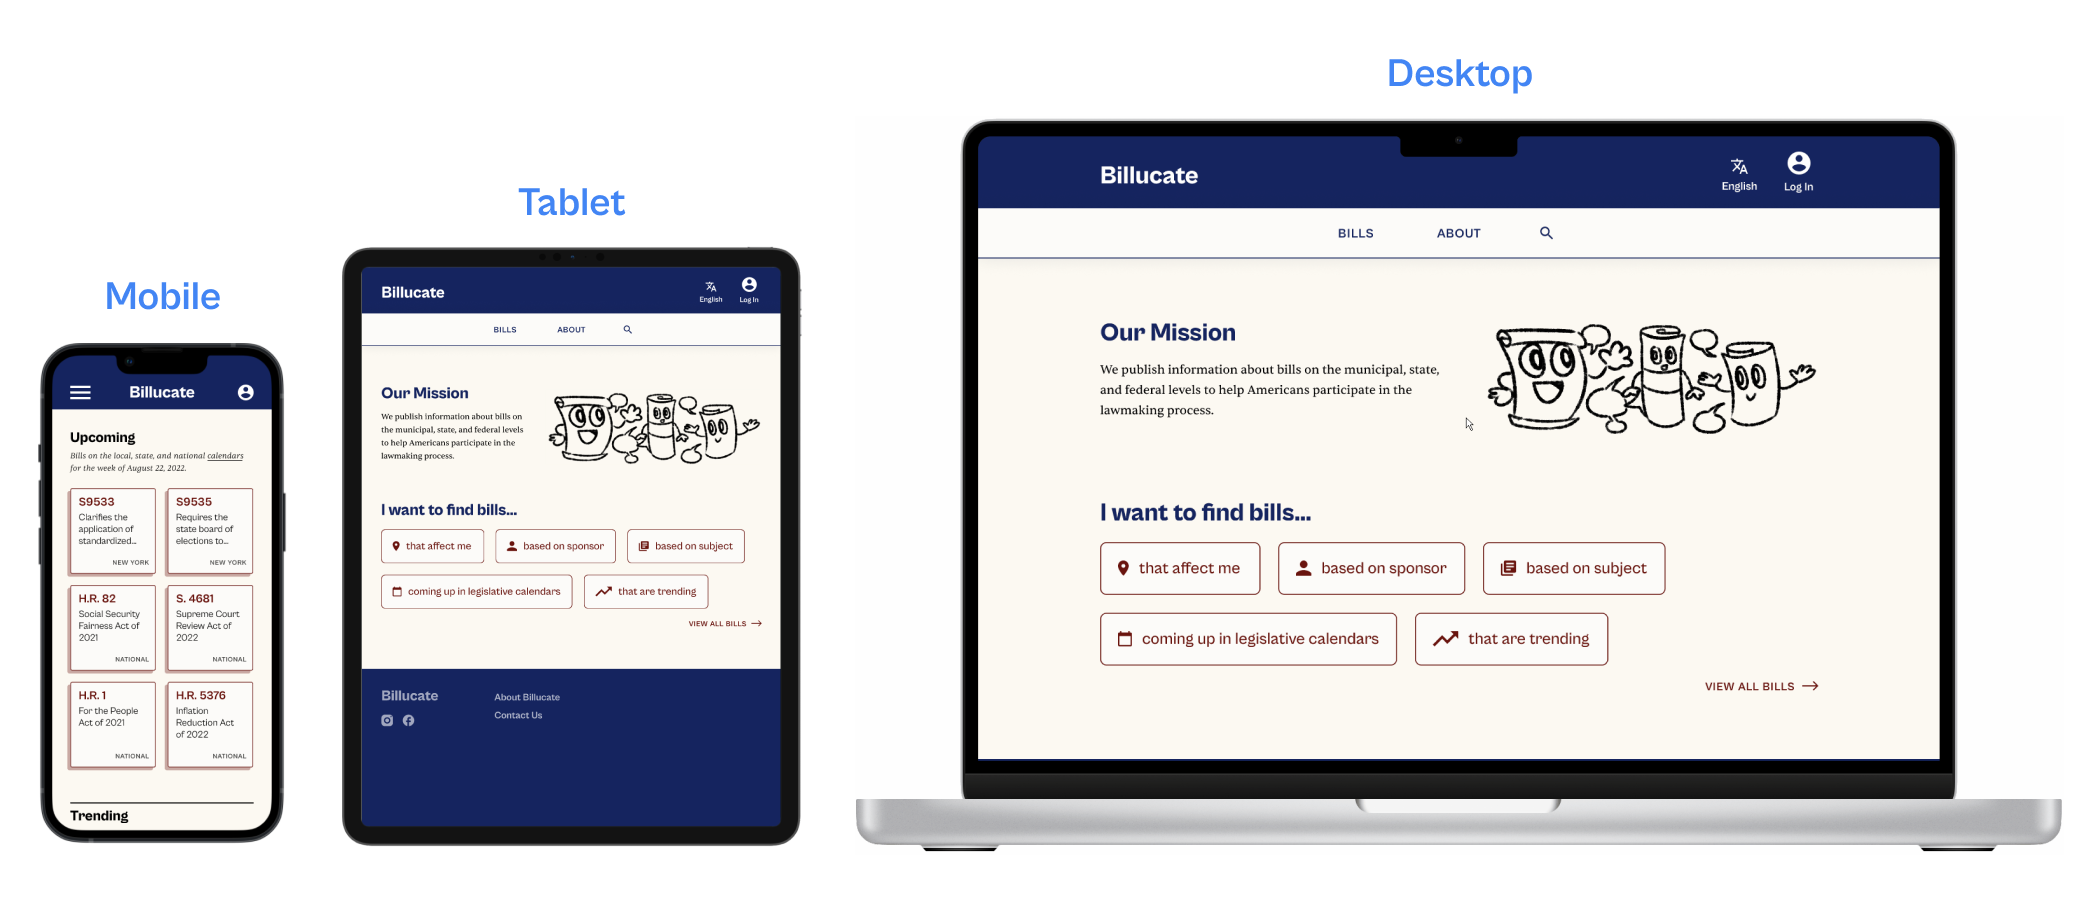 Mobile
Billucate
Upcoming
Bills on the local, state, and national calendars
for the week of August 22, 2022.
S9533
Clarifies the
application of
standardized...
NEW YORK
S9535
Requires the
state board of
elections to...
NEW YORK
H.R. 82
Social Security
Fairness Act of
2021
NATIONAL
S. 4681
Supreme Court
Review Act of
2022
NATIONAL
H.R. 1
For the People
Act of 2021
NATIONAL
H.R. 5376
Inflation
Reduction Act
of 2022
NATIONAL
Trending
Tablet
Billucate
English
Log In
BILLS
ABOUT
Our Mission
We publish information about bills on
the municipal, state, and federal levels
to help Americans participate in the
lawmaking process.
I want to find bills...
that affect me
based on sponsor
based on subject
coming up in legislative calendars
that are trending
VIEW ALL BILLS
Billucate
About Billucate
Contact Us
Desktop
Billucate
English
Log In
BILLS
ABOUT
Our Mission
We publish information about bills on the municipal, state,
and federal levels to help Americans participate in the
lawmaking process.
I want to find bills...
that affect me
based on sponsor
based on subject
coming up in legislative calendars
that are trending
VIEW ALL BILLS